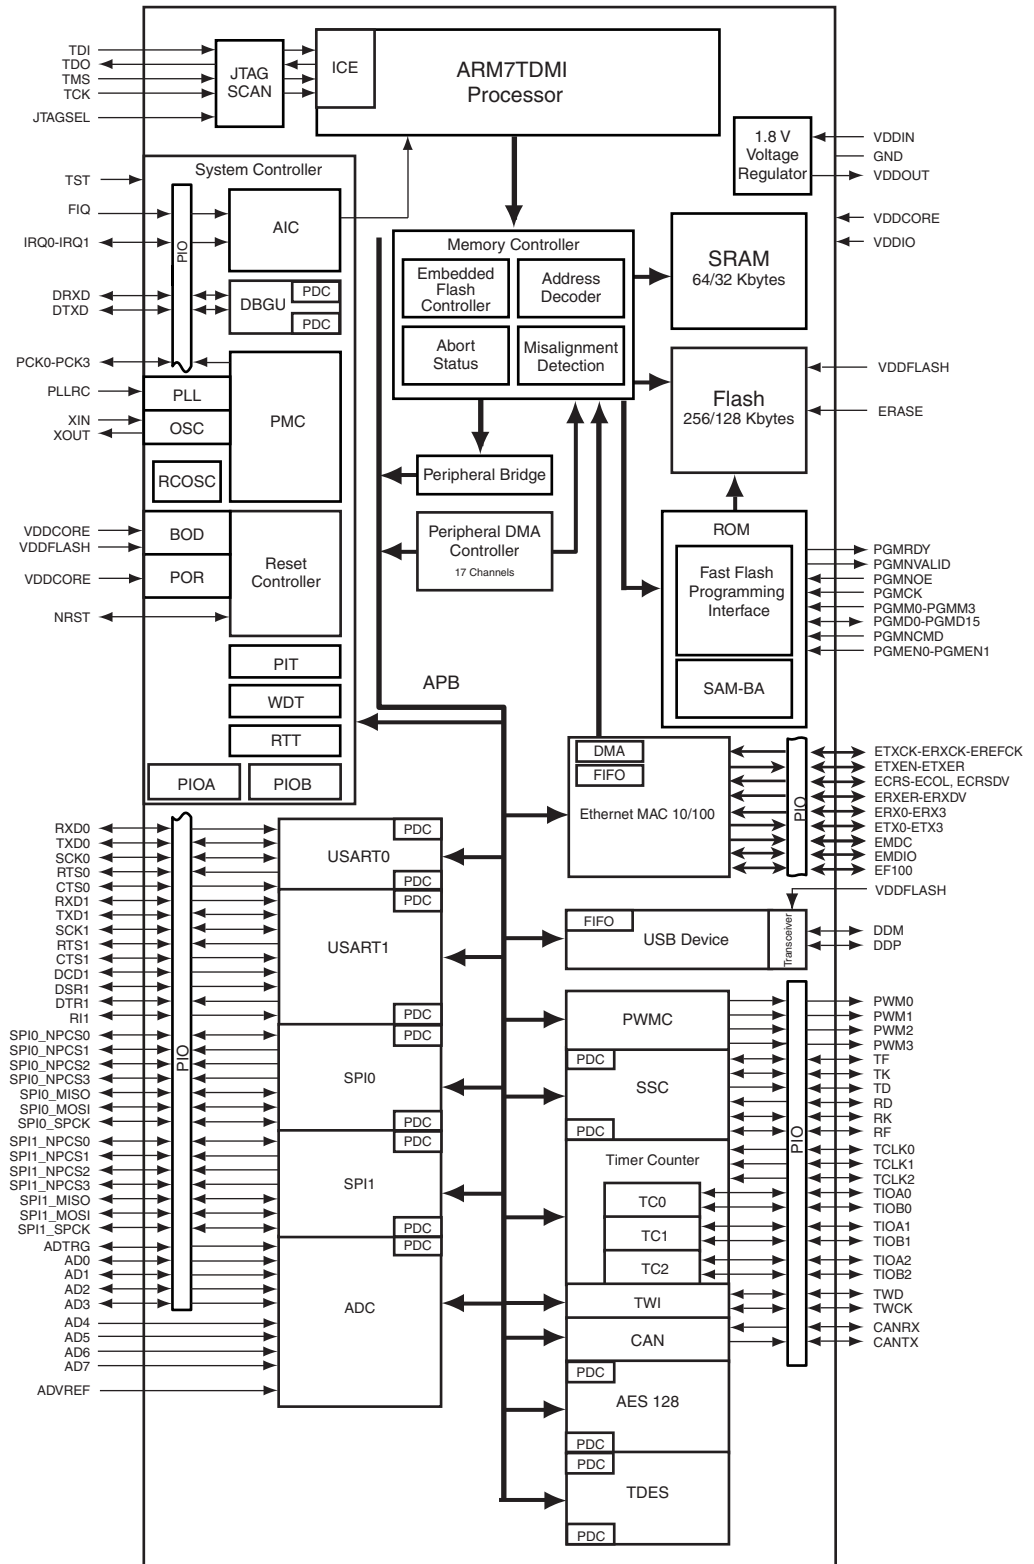 TDI
TDO
TMS
TCK
JTAGSEL
JTAG
SCAN
ICE
ARM7TDMI
Processor
1.8 V
Voltage
Regulator
VDDIN
GND
VDDOUT
VDDCORE
VDDIO
System Controller
TST
FIQ
IRQ0-IRQ1
PIO
AIC
DRXD
DTXD
DBGU
PDC
PDC
PCK0-PCK3
PLLRC
PLL
XIN
XOUT
OSC
RCOSC
PMC
VDDCORE
VDDFLASH
BOD
VDDCORE
POR
Reset
Controller
NRST
PIT
WDT
RTT
PIOA
PIOB
Memory Controller
Embedded
Flash
Controller
Address
Decoder
Abort
Status
Misalignment
Detection
SRAM
64/32 Kbytes
Flash
256/128 Kbytes
VDDFLASH
ERASE
Peripheral Bridge
Peripheral DMA
Controller
17 Channels
ROM
Fast Flash
Programming
Interface
SAM-BA
PGMRDY
PGMNVALID
PGMNOE
PGMCK
PGMM0-PGMM3
PGMD0-PGMD15
PGMNCMD
PGMEN0-PGMEN1
APB
DMA
FIFO
Ethernet MAC 10/100
PIO
ETXCK-ERXCK-EREFCK
ETXEN-ETXER
ECRS-ECOL, ECRSDV
ERXER-ERXDV
ERX0-ERX3
ETX0-ETX3
EMDC
EMDIO
EF100
VDDFLASH
FIFO
USB Device
Transceiver
DDM
DDP
RXD0
TXD0
SCK0
RTS0
CTS0
RXD1
TXD1
SCK1
RTS1
CTS1
DCD1
DSR1
DTR1
RI1
SPI0_NPCS0
SPI0_NPCS1
SPI0_NPCS2
SPI0_NPCS3
SPI0_MISO
SPI0_MOSI
SPI0_SPCK
SPI1_NPCS0
SPI1_NPCS1
SPI1_NPCS2
SPI1_NPCS3
SPI1_MISO
SPI1_MOSI
SPI1_SPCK
ADTRG
AD0
AD1
AD2
AD3
AD4
AD5
AD6
AD7
ADVREF
PIO
PDC
USART0
PDC
PDC
USART1
PDC
PDC
SPI0
PDC
PDC
SPI1
PDC
PDC
ADC
PWMC
PDC
SSC
PDC
Timer Counter
TC0
TC1
TC2
TWI
CAN
PDC
AES 128
PDC
PDC
TDES
PDC
PIO
PWM0
PWM1
PWM2
PWM3
TF
TK
TD
RD
RK
RF
TCLK0
TCLK1
TCLK2
TIOA0
TIOB0
TIOA1
TIOB1
TIOA2
TIOB2
TWD
TWCK
CANRX
CANTX